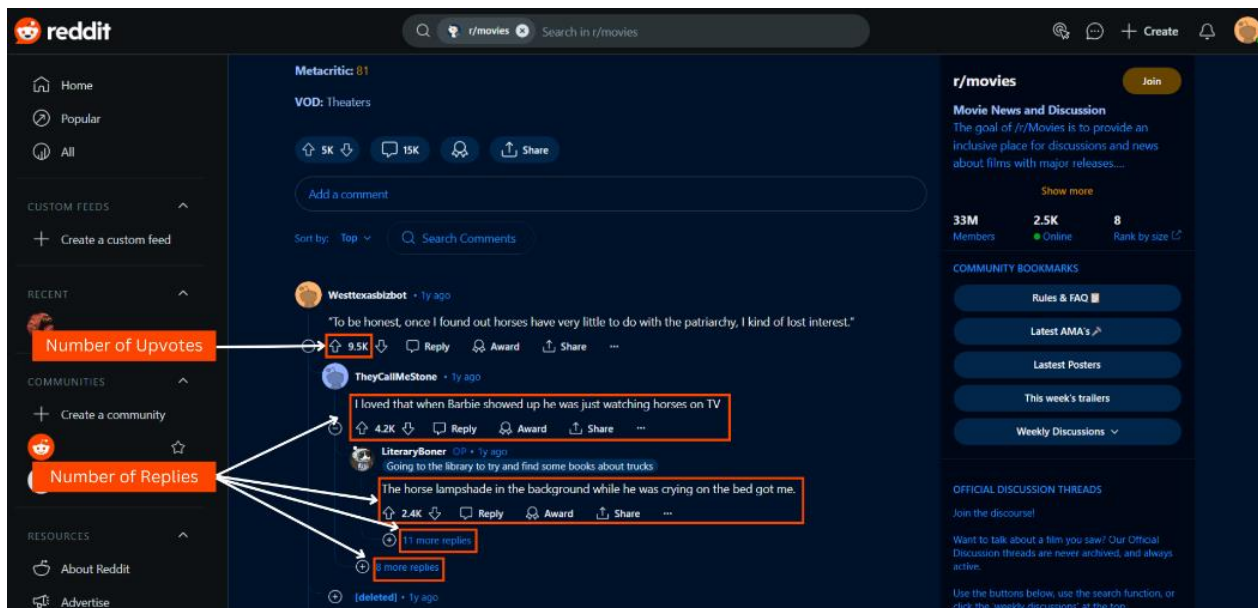 reddit
r/movies
Search in r/movies
Create
Home
Popular
All
CUSTOM FEEDS
Create a custom feed
RECENT
Number of Upvotes
COMMUNITIES
Create a community
Number of Replies
RESOURCES
About Reddit
Advertise
Metacritic: 81
VOD: Theaters
5K
15K
Share
Add a comment
Sort by: Top
Search Comments
Westtexasbizbot • 1y ago
"To be honest, once I found out horses have very little to do with the patriarchy, I kind of lost interest."
9.5K Reply Award Share ...
TheyCallMeStone • 1y ago
I loved that when Barbie showed up he was just watching horses on TV
4.2K Reply Award Share ...
LiteraryBoner OP • 1y ago
Going to the library to try and find some books about trucks
The horse lampshade in the background while he was crying on the bed got me.
2.4K Reply Award Share ...
11 more replies
8 more replies
[deleted] • 1y ago
r/movies
Join
Movie News and Discussion
The goal of /r/Movies is to provide an
inclusive place for discussions and news
about films with major releases....
Show more
33M 2.5K 8
Members Online Rank by size
COMMUNITY BOOKMARKS
Rules & FAQ
Latest AMA's
Lastest Posters
This week's trailers
Weekly Discussions
OFFICIAL DISCUSSION THREADS
Join the discourse!
Want to talk about a film you saw? Our Official
Discussion threads are never archived, and always
active.
Use the buttons below, use the search function, or
click the 'weekly discussions' at the top